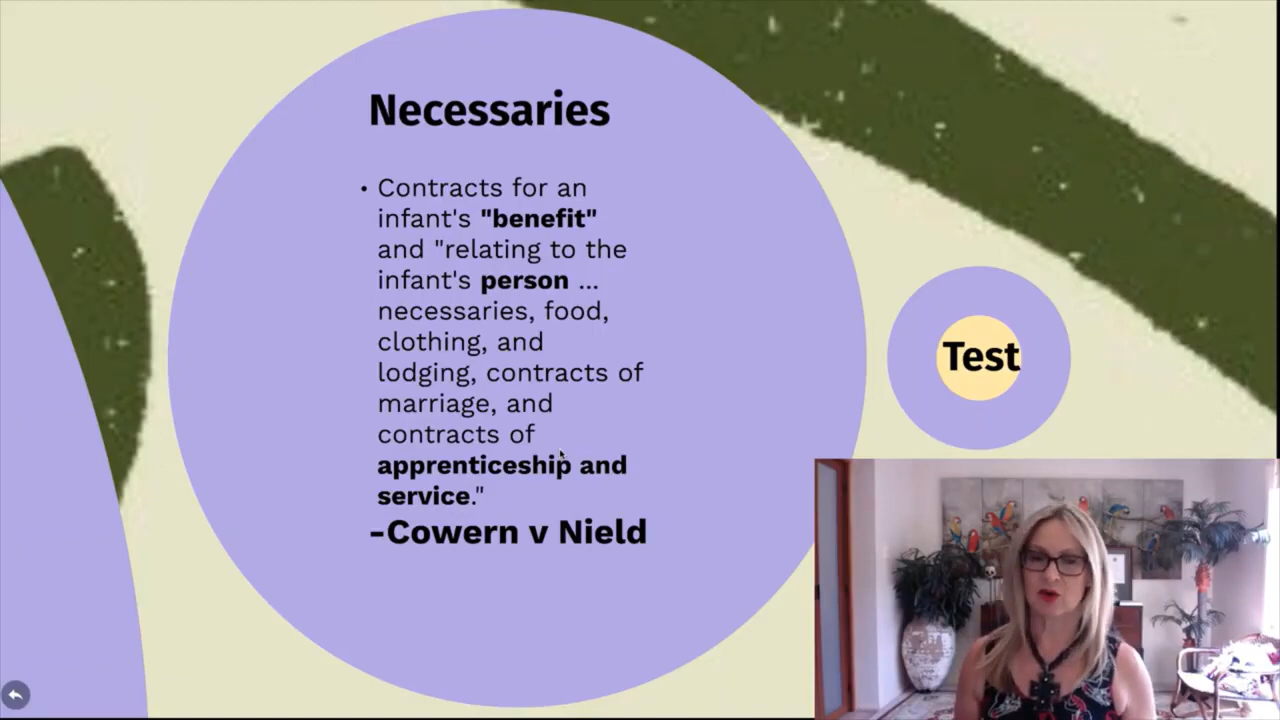 Necessaries
• Contracts for an
infant's "benefit"
and "relating to the
infant's person ...
necessaries, food,
clothing, and
lodging, contracts of
marriage, and
contracts of
apprenticeship and
service."
-Cowern v Nield
Test